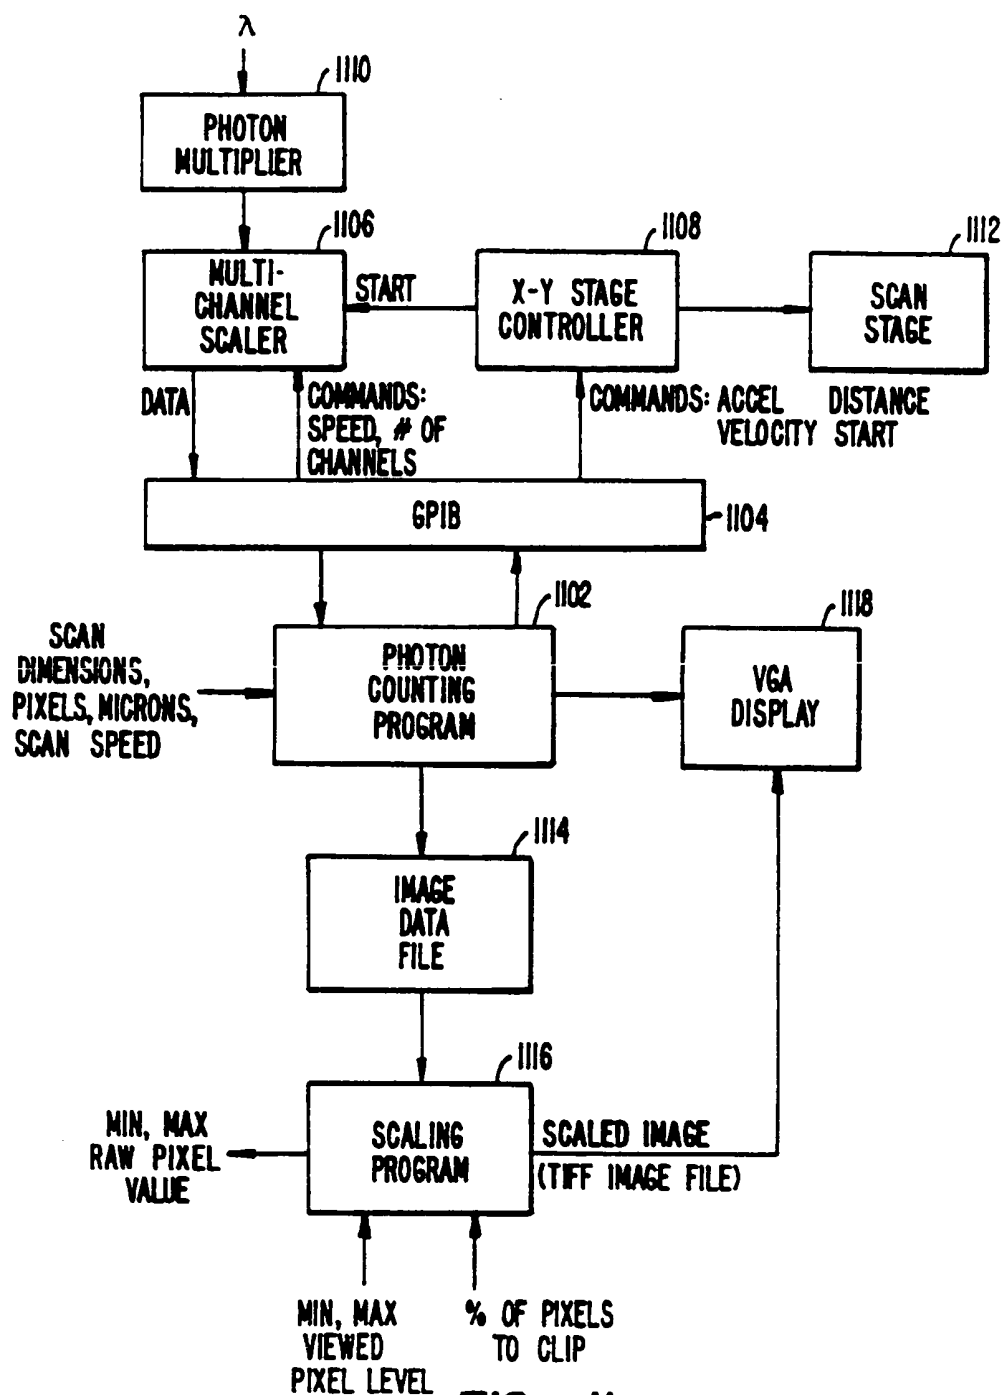 λ
1110
PHOTON
MULTIPLIER
1106
MULTI-
CHANNEL
SCALER
START
1108
X-Y STAGE
CONTROLLER
1112
SCAN
STAGE
DATA
COMMANDS:
SPEED, # OF
CHANNELS
COMMANDS: ACCEL DISTANCE
VELOCITY START
GPIB
1104
1102
PHOTON
COUNTING
PROGRAM
SCAN
DIMENSIONS,
PIXELS, MICRONS,
SCAN SPEED
1118
VGA
DISPLAY
1114
IMAGE
DATA
FILE
1116
SCALING
PROGRAM
MIN, MAX
RAW PIXEL
VALUE
SCALED IMAGE
(TIFF IMAGE FILE)
MIN, MAX
VIEWED
PIXEL LEVEL
% OF PIXELS
TO CLIP